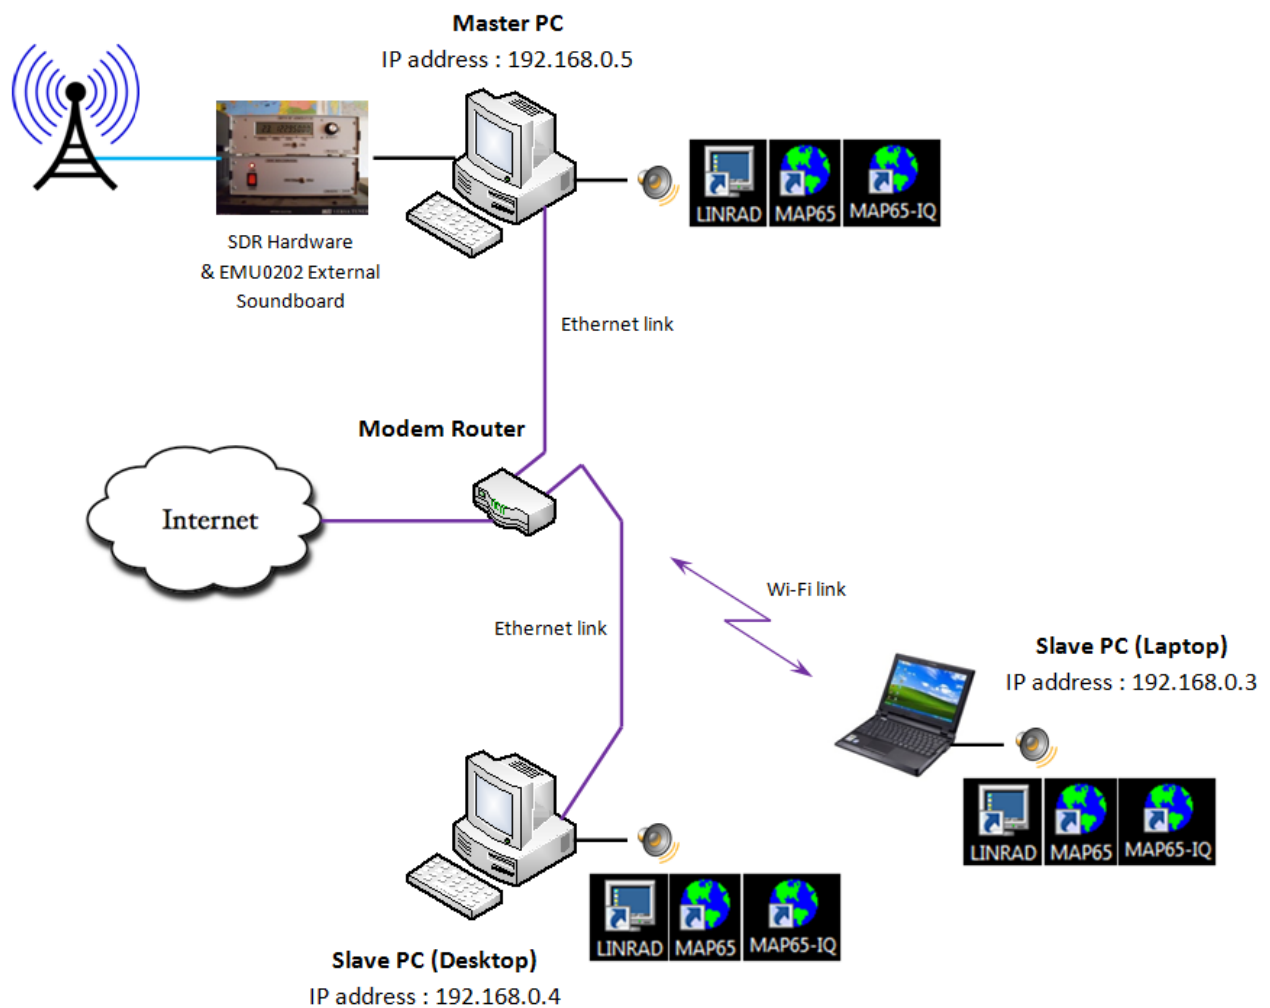 Master PC
IP address : 192.168.0.5
LINRAD
MAP65
MAP65-IQ
SDR Hardware
& EMU0202 External
Soundboard
Ethernet link
Modem Router
Internet
Wi-Fi link
Ethernet link
Slave PC (Laptop)
IP address : 192.168.0.3
LINRAD
MAP65
MAP65-IQ
LINRAD
MAP65
MAP65-IQ
Slave PC (Desktop)
IP address : 192.168.0.4